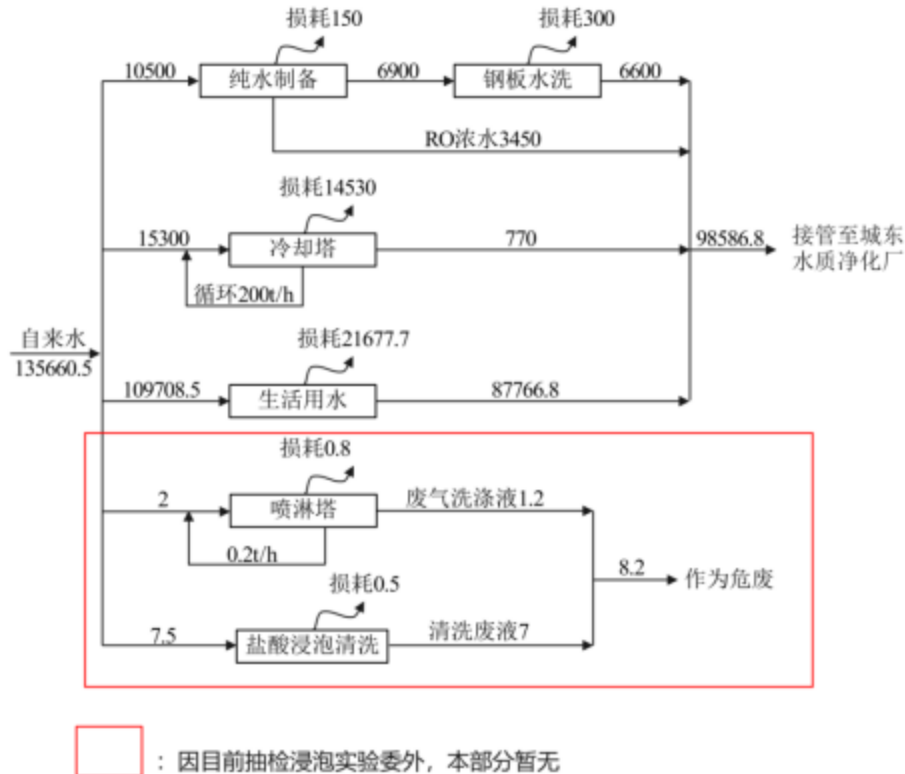 损耗150
损耗300
10500
纯水制备
6900
钢板水洗
6600
RO浓水3450
损耗14530
15300
冷却塔
770
98586.8
接管至城东
水质净化厂
循环200t/h
自来水
135660.5
损耗21677.7
109708.5
生活用水
87766.8
损耗0.8
2
喷淋塔
废气洗涤液1.2
0.2t/h
8.2
作为危废
损耗0.5
7.5
盐酸浸泡清洗
清洗废液7
：因目前抽检浸泡实验委外，本部分暂无